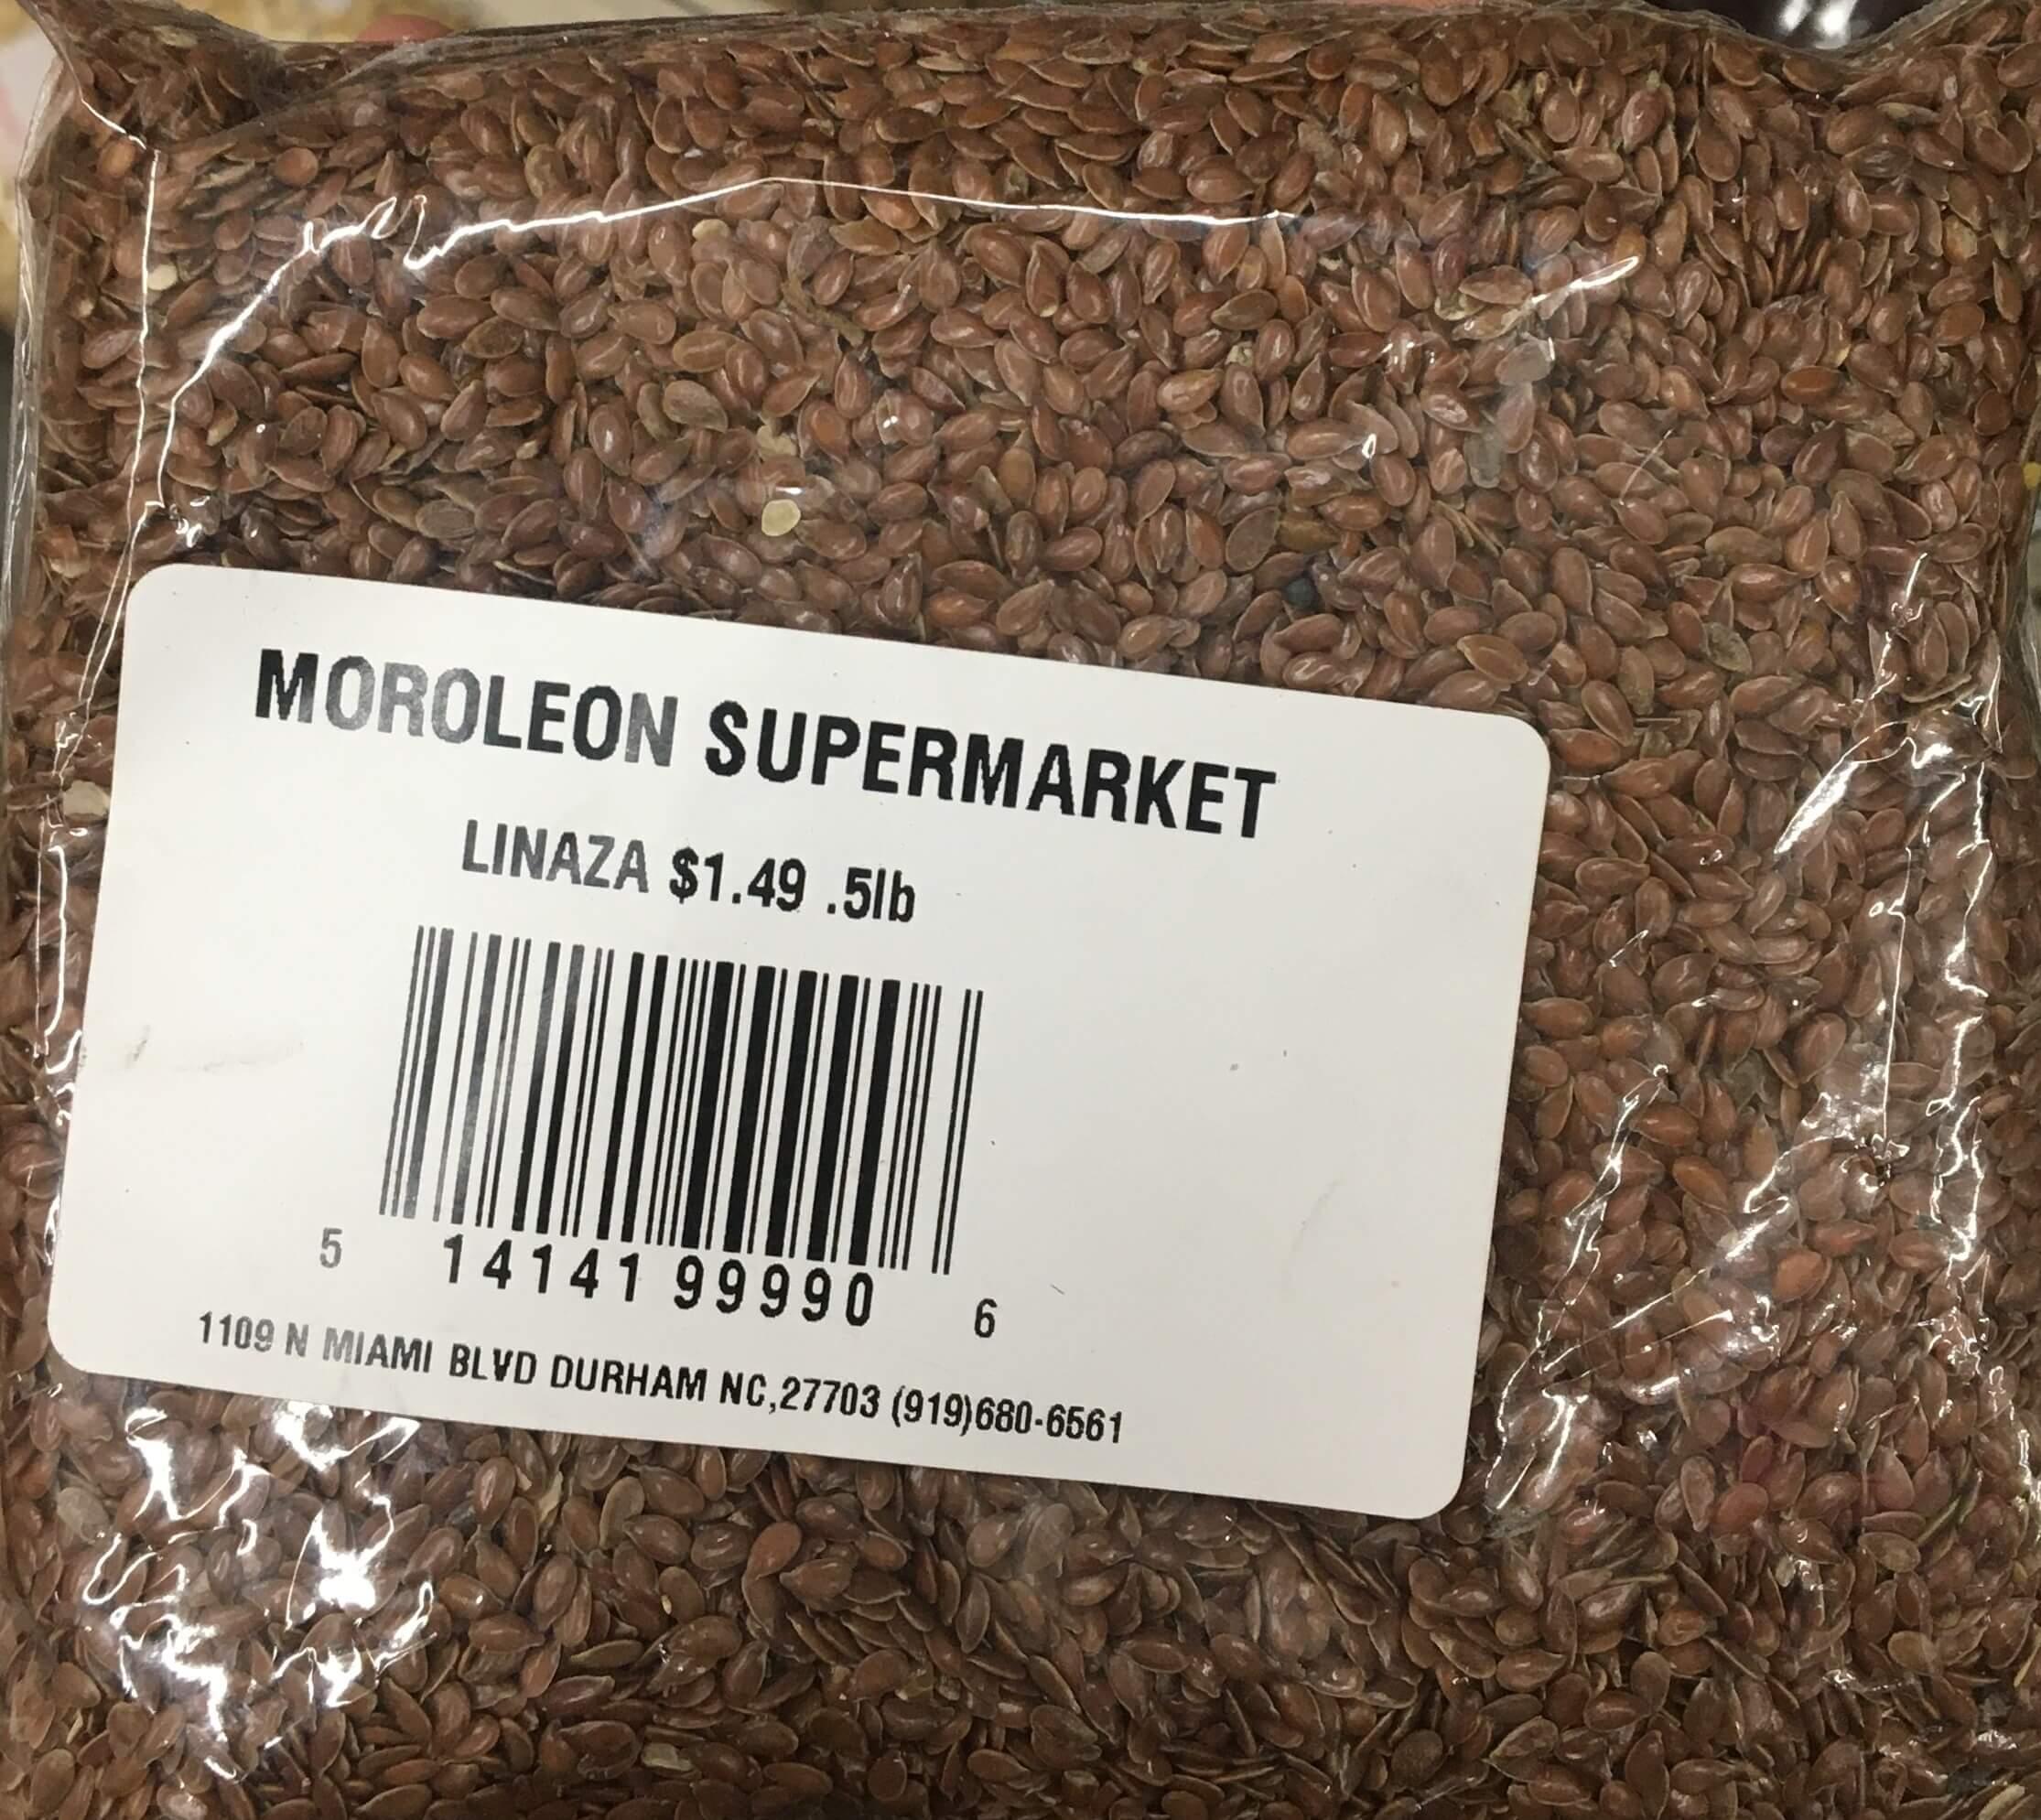 MOROLEON SUPERMARKET
LINAZA $1.49 .5lb
5 14141 99990 6
1109 N MIAMI BLVD DURHAM NC,27703 (919)680-6561